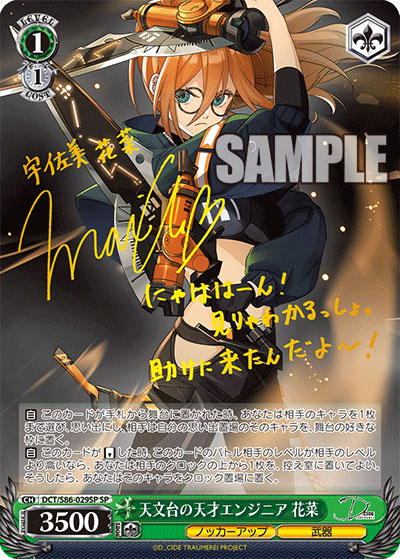 LEVEL
1
1
COST
宇佐美 花菜
SAMPLE
にゃははーん!
見りゃわかるっしょ、
助けに来たんだよ〜!
自 このカードが手札から舞台に置かれた時、あなたは相手のキャラを1枚
まで選び、思い出にし、相手は自分の思い出置場のそのキャラを、舞台の好きな
枠に置く。
自 このカードが した時、このカードのバトル相手のレベルが相手のレベル
より高いなら、あなたは相手のクロックの上から1枚を、控え室に置いてよい。
そうしたら、あなたはそのキャラをクロック置場に置く。
CH DCT/S86-029SP SP
3500
天文台の天才エンジニア 花菜
ノッカーアップ
武器
©D_CIDE TRAUMEREI PROJECT